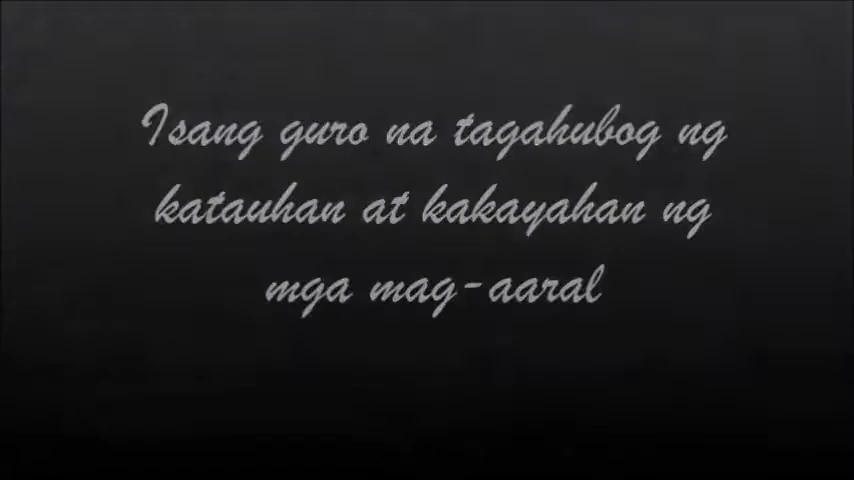 Isang guro na tagahubog ng
katauhan at kakayahan ng
mga mag-aaral